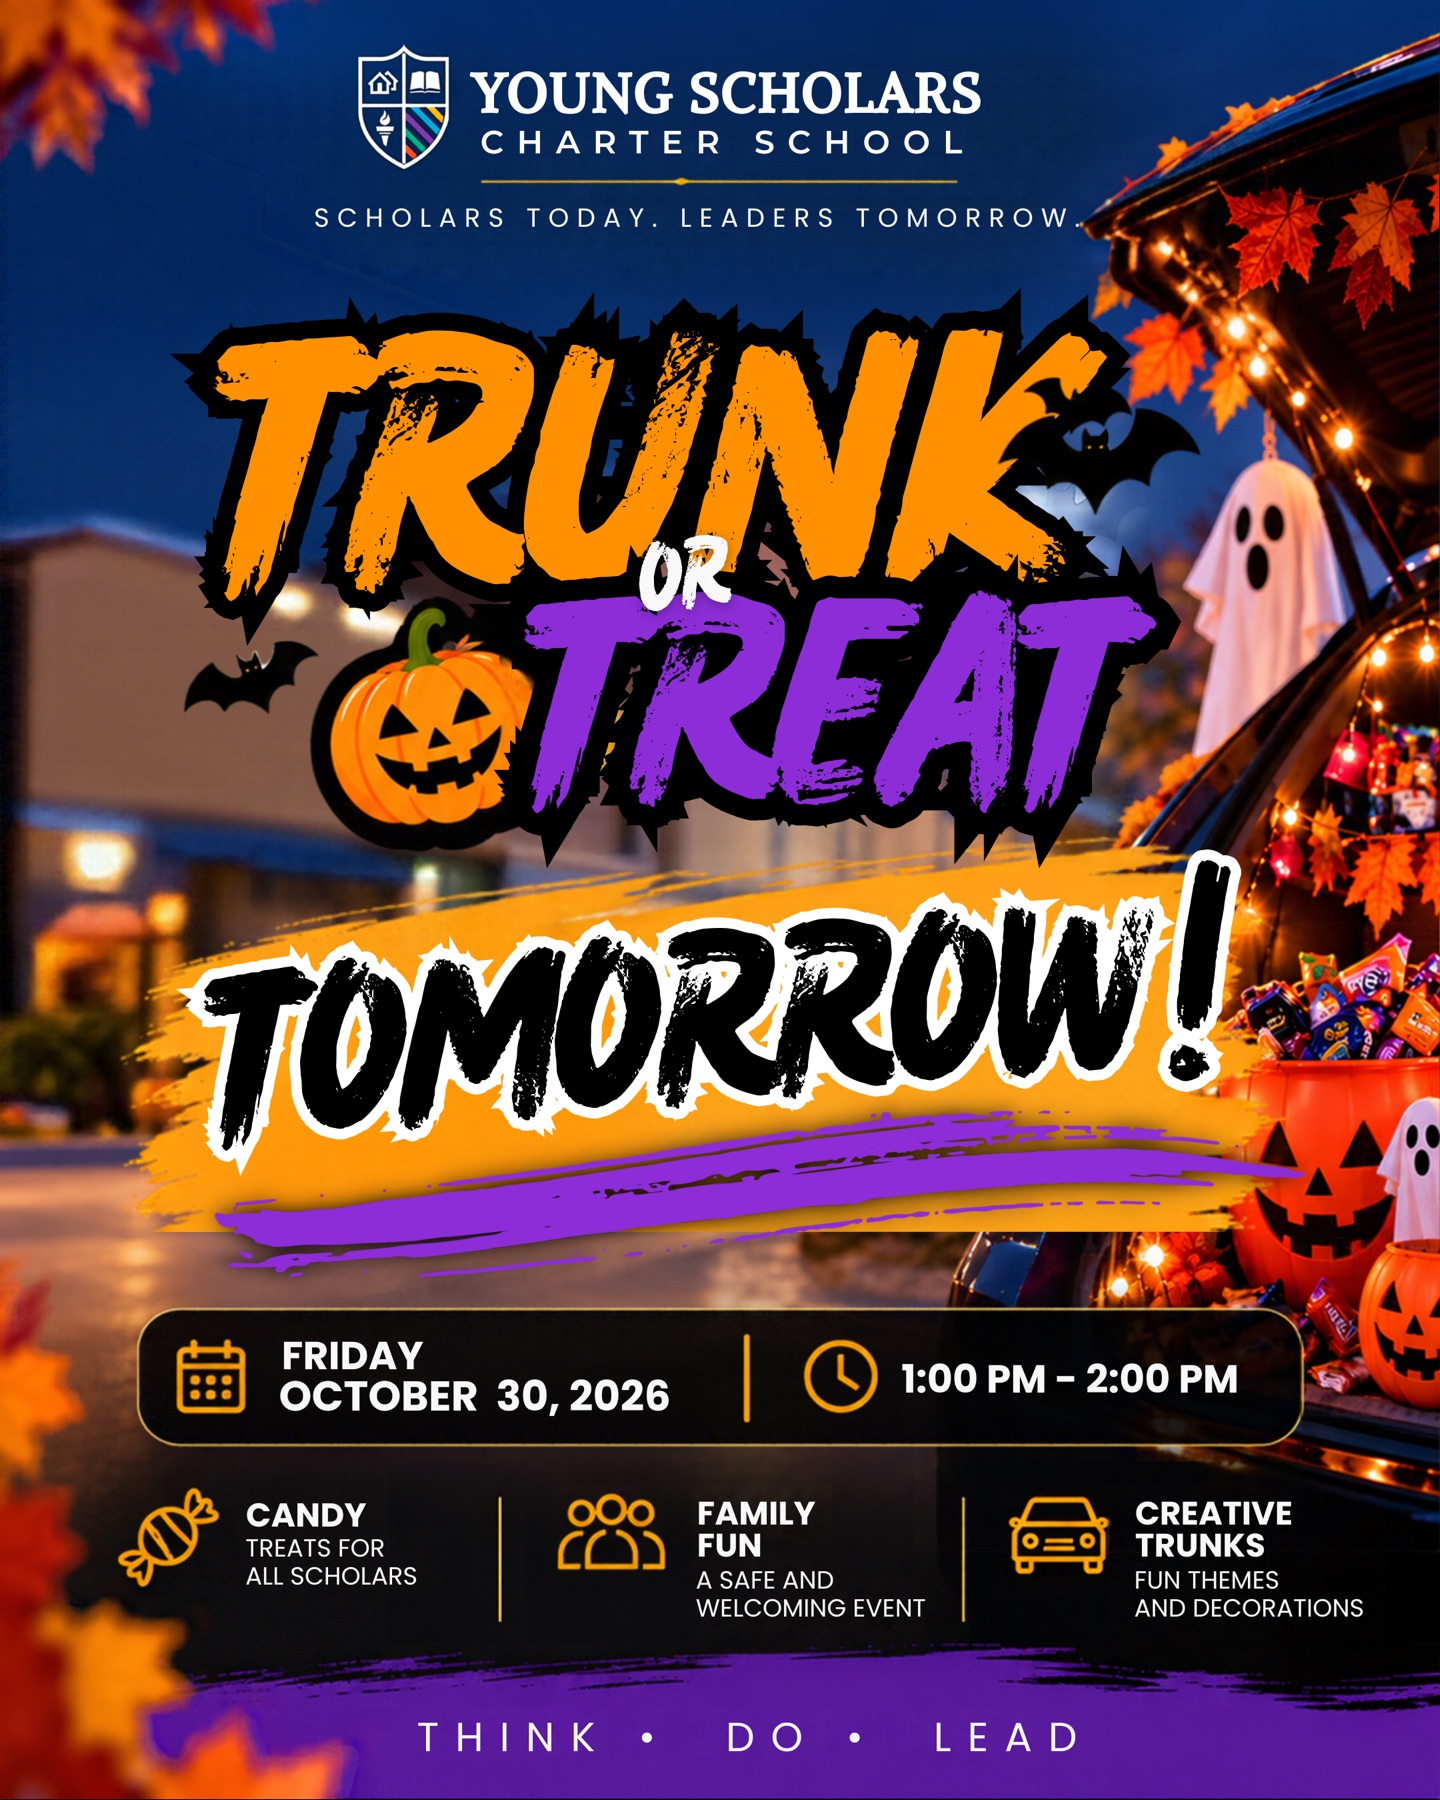 YOUNG SCHOLARS
CHARTER SCHOOL
SCHOLARS TODAY. LEADERS TOMORROW.
TRUNK
OR
TREAT
TOMORROW!
FRIDAY
OCTOBER 30, 2026
1:00 PM – 2:00 PM
CANDY
TREATS FOR
ALL SCHOLARS
FAMILY
FUN
A SAFE AND
WELCOMING EVENT
CREATIVE
TRUNKS
FUN THEMES
AND DECORATIONS
THINK • DO • LEAD